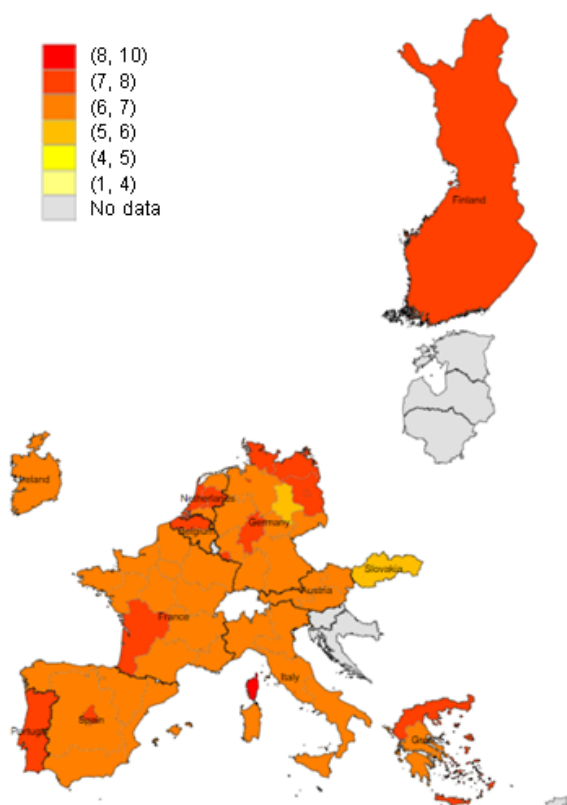 (8, 10)
(7, 8)
(6, 7)
(5, 6)
(4, 5)
(1, 4)
No data
Finland
Ireland
Netherlands
Belgium
Germany
Slovakia
Austria
France
Italy
Portugal
Spain
Greece